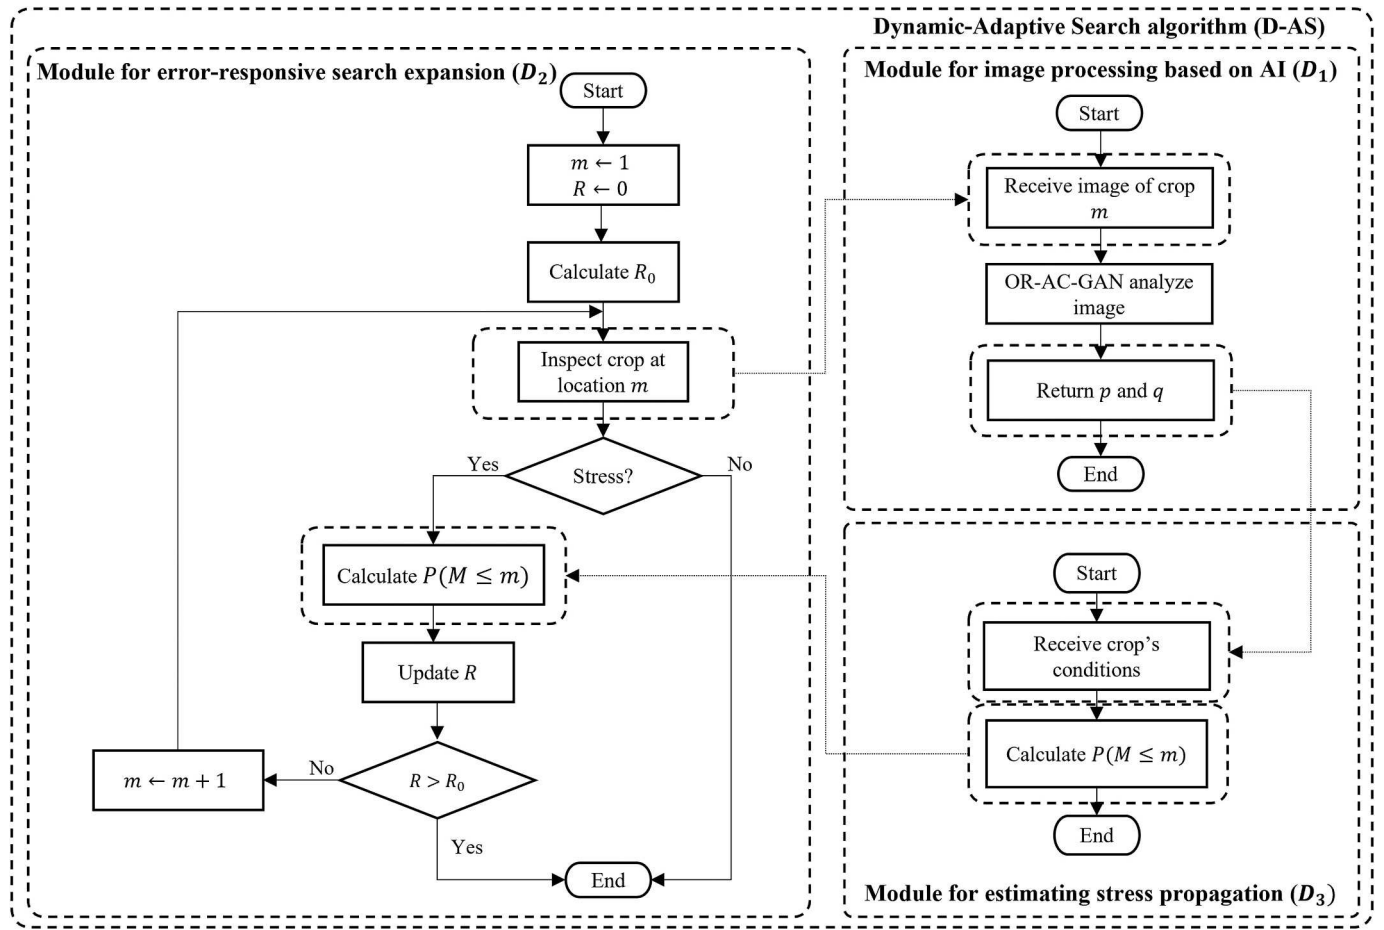 Dynamic-Adaptive Search algorithm (D-AS)
Module for error-responsive search expansion (D₂)
Start
m ← 1
R ← 0
Calculate R₀
Inspect crop at
location m
Stress?
Yes
No
Calculate P(M ≤ m)
Update R
R > R₀
No
m ← m + 1
Yes
End
Module for image processing based on AI (D₁)
Start
Receive image of crop
m
OR-AC-GAN analyze
image
Return p and q
End
Start
Receive crop’s
conditions
Calculate P(M ≤ m)
End
Module for estimating stress propagation (D₃)